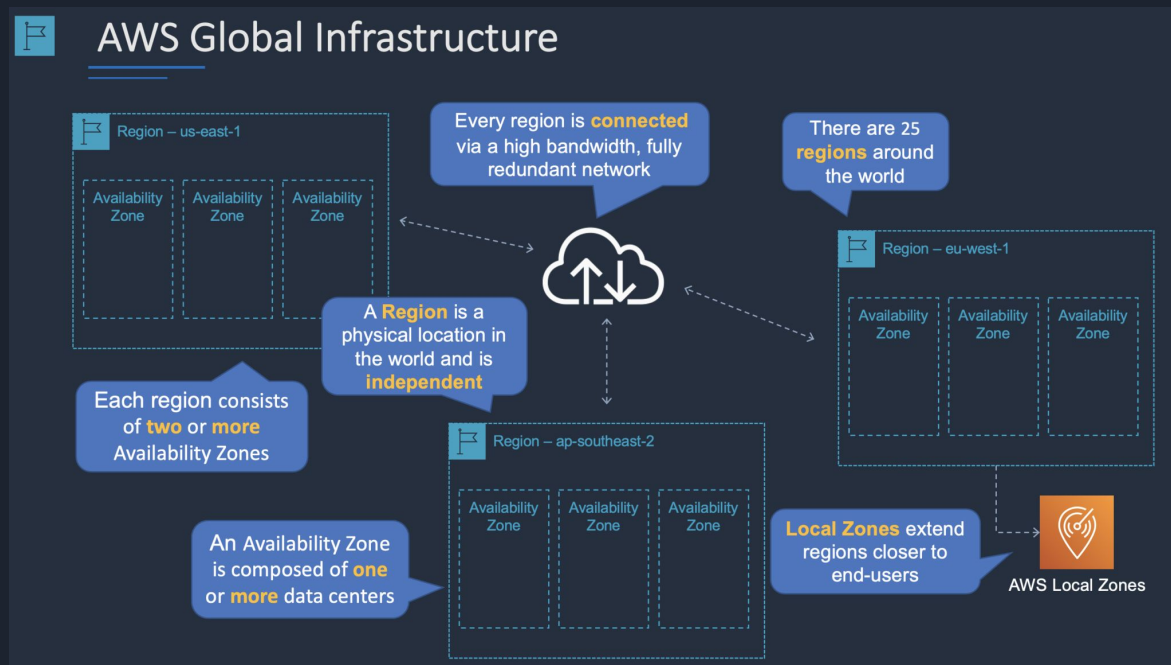 AWS Global Infrastructure
Region – us-east-1
Availability
Zone
Availability
Zone
Availability
Zone
Every region is connected
via a high bandwidth, fully
redundant network
There are 25
regions around
the world
Region – eu-west-1
Availability
Zone
Availability
Zone
Availability
Zone
A Region is a
physical location in
the world and is
independent
Each region consists
of two or more
Availability Zones
Region – ap-southeast-2
Availability
Zone
Availability
Zone
Availability
Zone
An Availability Zone
is composed of one
or more data centers
Local Zones extend
regions closer to
end-users
AWS Local Zones